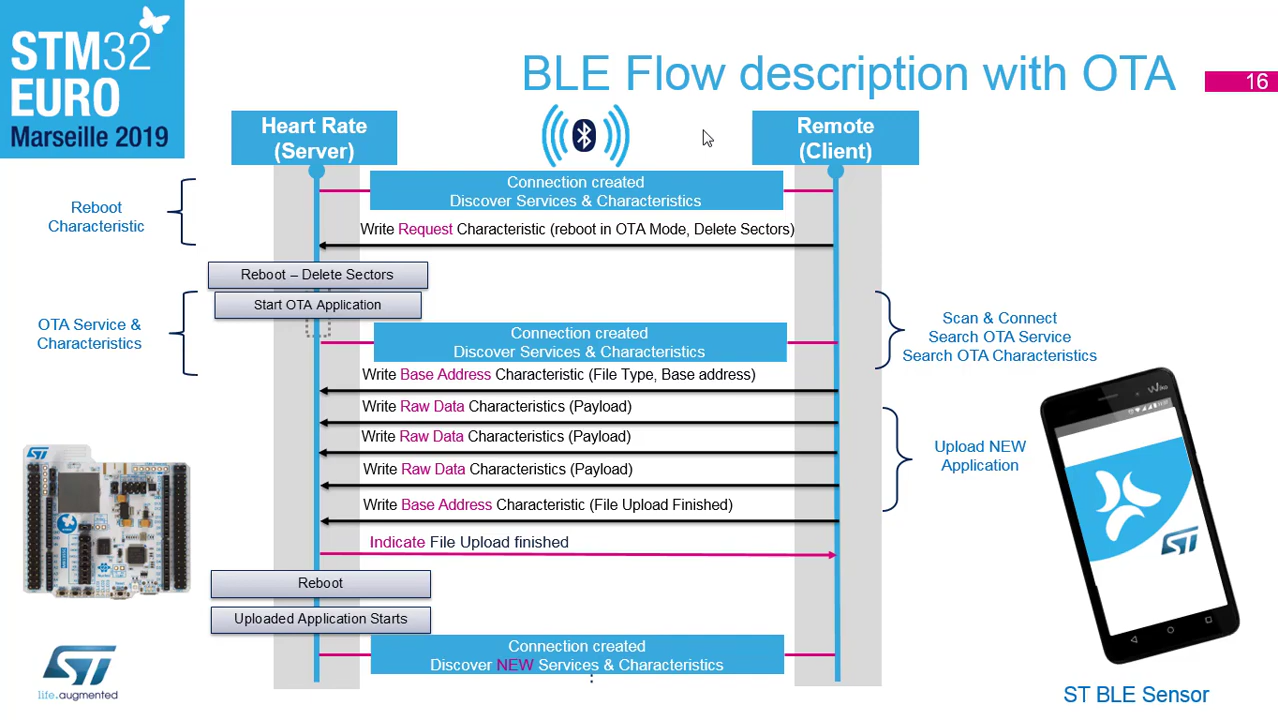 STM32
EURO
Marseille 2019
BLE Flow description with OTA
16
Heart Rate
(Server)
Remote
(Client)
Connection created
Discover Services & Characteristics
Reboot
Characteristic
Write Request Characteristic (reboot in OTA Mode, Delete Sectors)
Reboot – Delete Sectors
Start OTA Application
OTA Service &
Characteristics
Connection created
Discover Services & Characteristics
Scan & Connect
Search OTA Service
Search OTA Characteristics
Write Base Address Characteristic (File Type, Base address)
Write Raw Data Characteristics (Payload)
Write Raw Data Characteristics (Payload)
Write Raw Data Characteristics (Payload)
Upload NEW
Application
Write Base Address Characteristic (File Upload Finished)
Indicate File Upload finished
Reboot
Uploaded Application Starts
Connection created
Discover NEW Services & Characteristics
ST
life.augmented
Wiko
ST
ST BLE Sensor